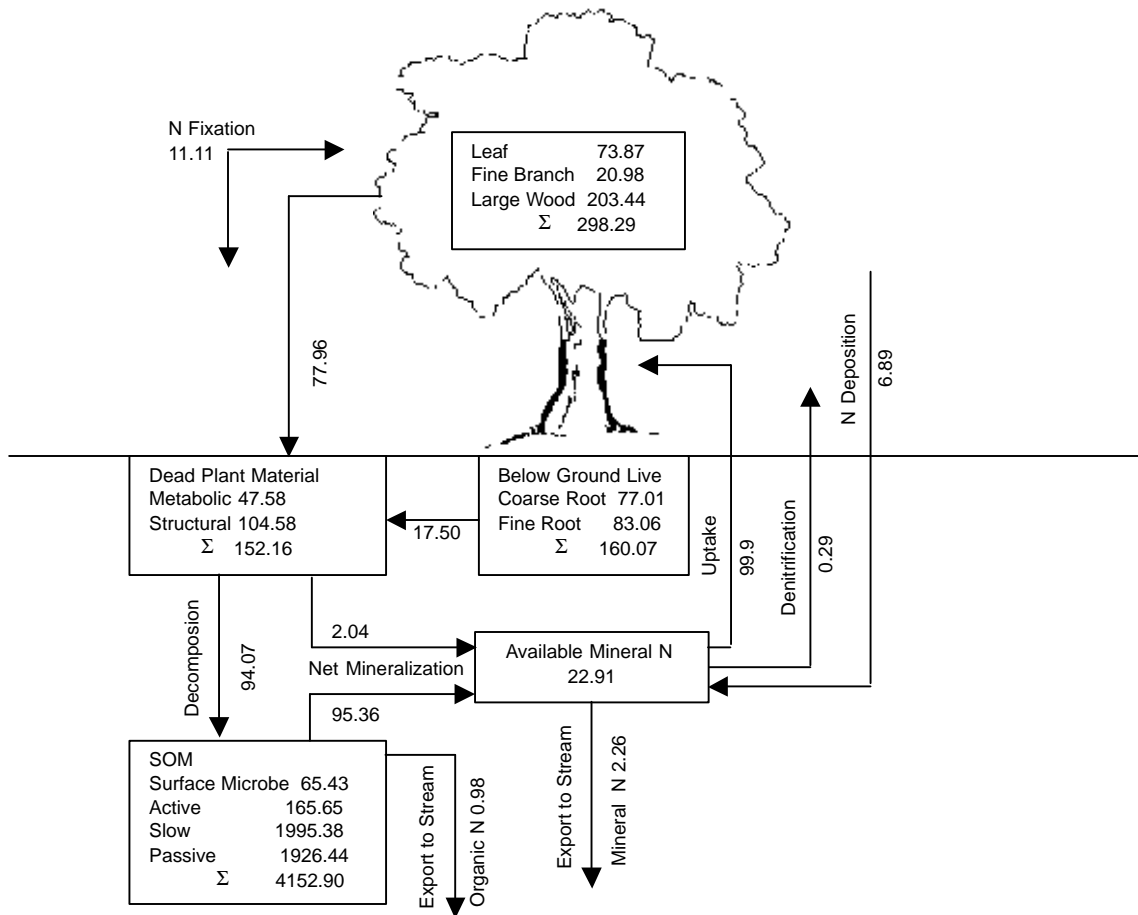 N Fixation
11.11
Leaf 73.87
Fine Branch 20.98
Large Wood 203.44
Σ 298.29
77.96
N Deposition
6.89
Dead Plant Material
Metabolic 47.58
Structural 104.58
Σ 152.16
17.50
Below Ground Live
Coarse Root 77.01
Fine Root 83.06
Σ 160.07
Uptake
99.9
Denitrification
0.29
Decomposion
94.07
2.04
Net Mineralization
95.36
Available Mineral N
22.91
SOM
Surface Microbe 65.43
Active 165.65
Slow 1995.38
Passive 1926.44
Σ 4152.90
Export to Stream
Organic N 0.98
Export to Stream
Mineral N 2.26